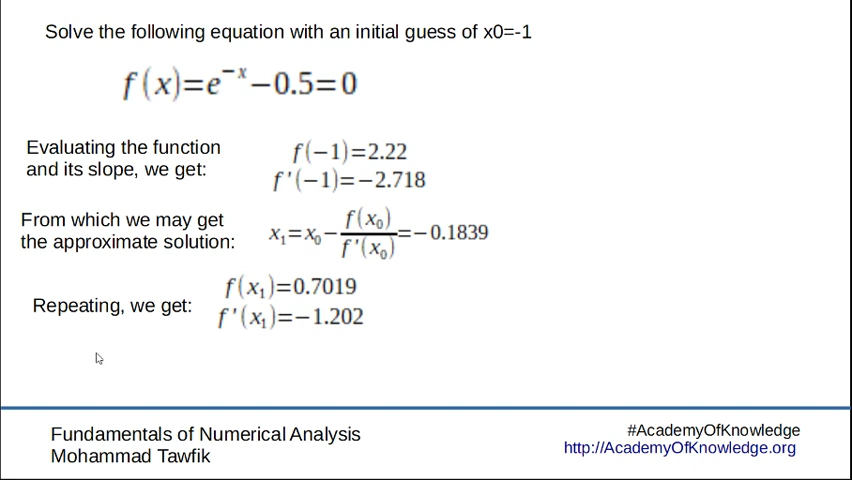 Solve the following equation with an initial guess of x0=-1
f(x)=e^{-x}−0.5=0
Evaluating the function
and its slope, we get:
f(−1)=2.22
f'(−1)=−2.718
From which we may get
the approximate solution:
x₁=x₀−f(x₀)/f'(x₀)=−0.1839
Repeating, we get:
f(x₁)=0.7019
f'(x₁)=−1.202
Fundamentals of Numerical Analysis
Mohammad Tawfik
#AcademyOfKnowledge
http://AcademyOfKnowledge.org